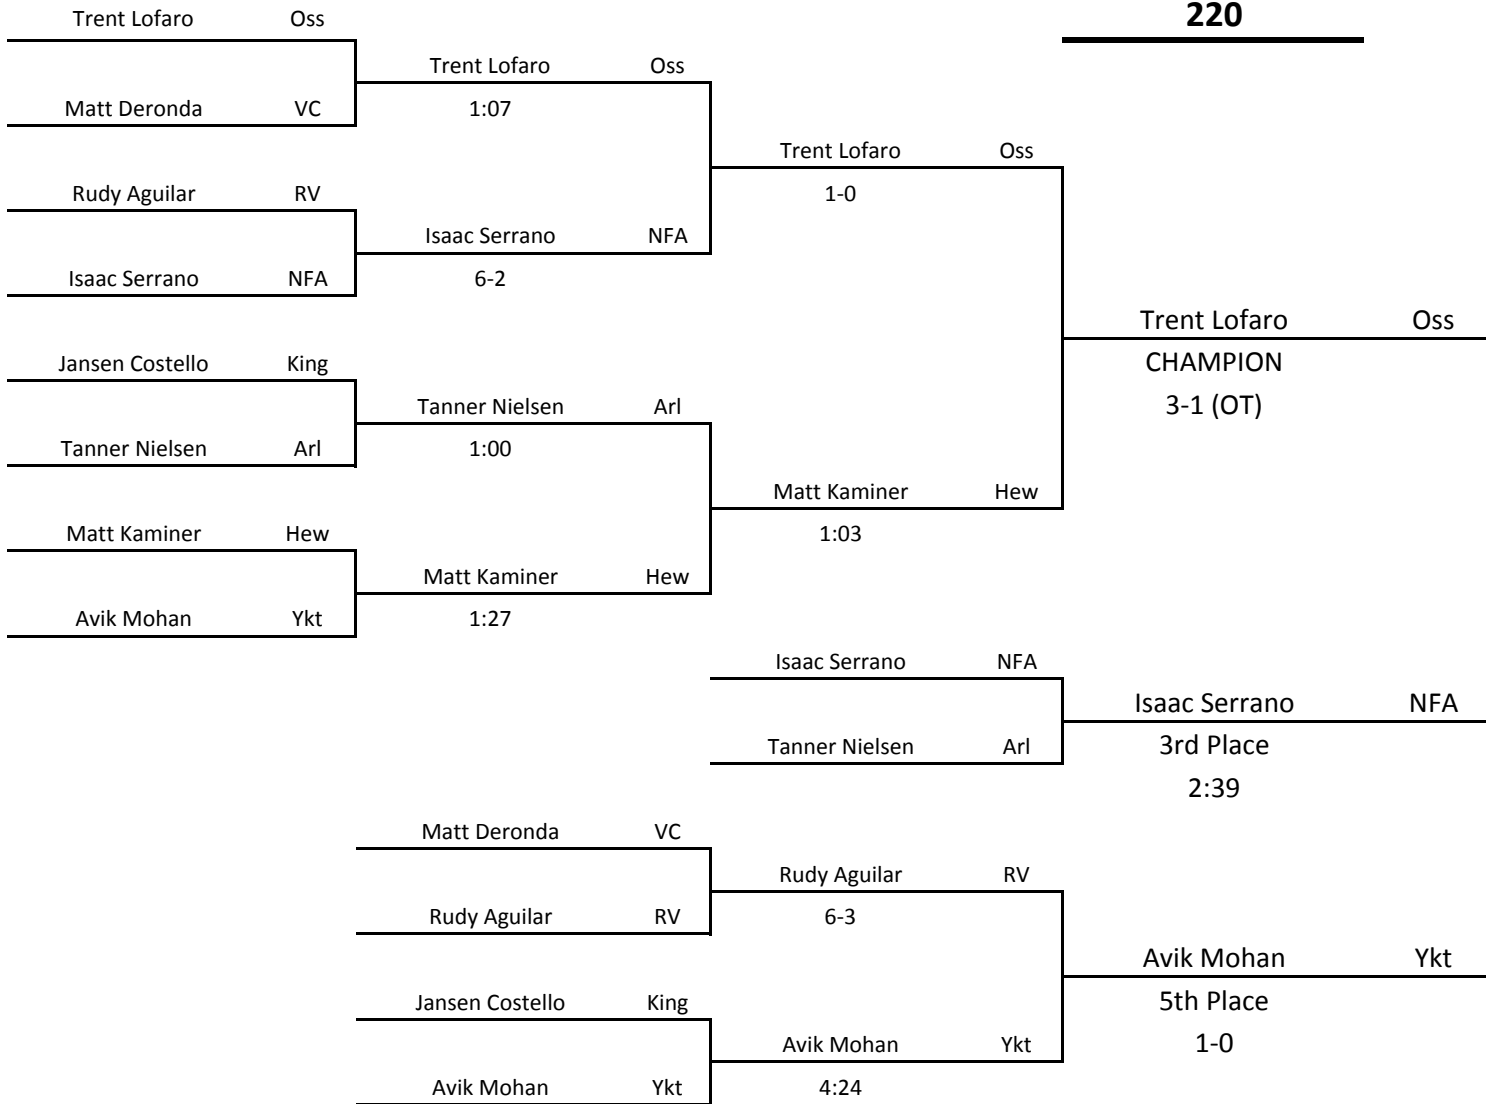 Trent Lofaro Oss 220
Trent Lofaro Oss
Matt Deronda VC 1:07
Trent Lofaro Oss
Rudy Aguilar RV 1-0
Isaac Serrano NFA
Isaac Serrano NFA 6-2
Trent Lofaro Oss
Jansen Costello King CHAMPION
Tanner Nielsen Arl 3-1 (OT)
Tanner Nielsen Arl 1:00
Matt Kaminer Hew
Matt Kaminer Hew 1:03
Matt Kaminer Hew
Avik Mohan Ykt 1:27
Isaac Serrano NFA
Isaac Serrano NFA
Tanner Nielsen Arl 3rd Place
2:39
Matt Deronda VC
Rudy Aguilar RV
Rudy Aguilar RV 6-3
Avik Mohan Ykt
Jansen Costello King 5th Place
Avik Mohan Ykt 1-0
Avik Mohan Ykt 4:24